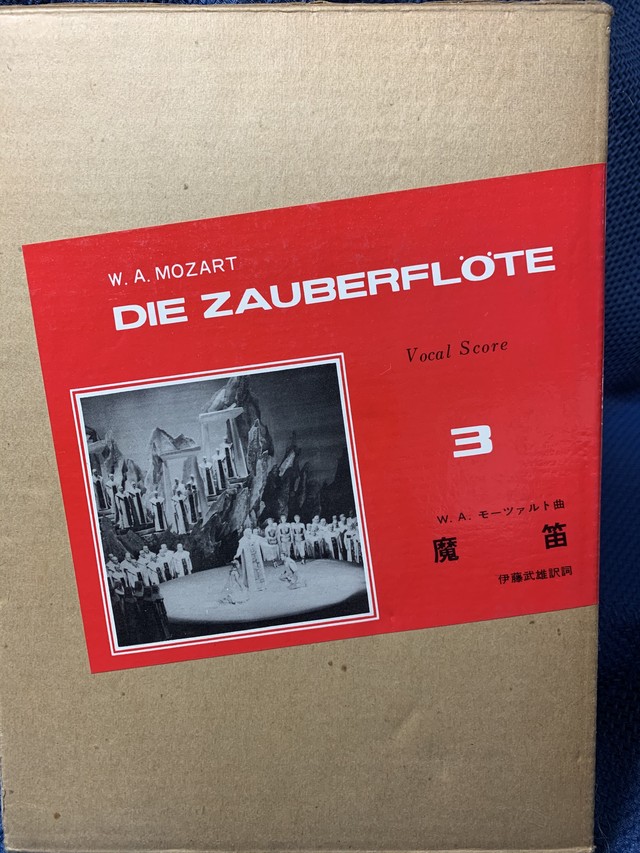 W. A. MOZART
DIE ZAUBERFLÖTE
Vocal Score
3
W. A. モーツァルト曲
魔笛
伊藤武雄訳詞